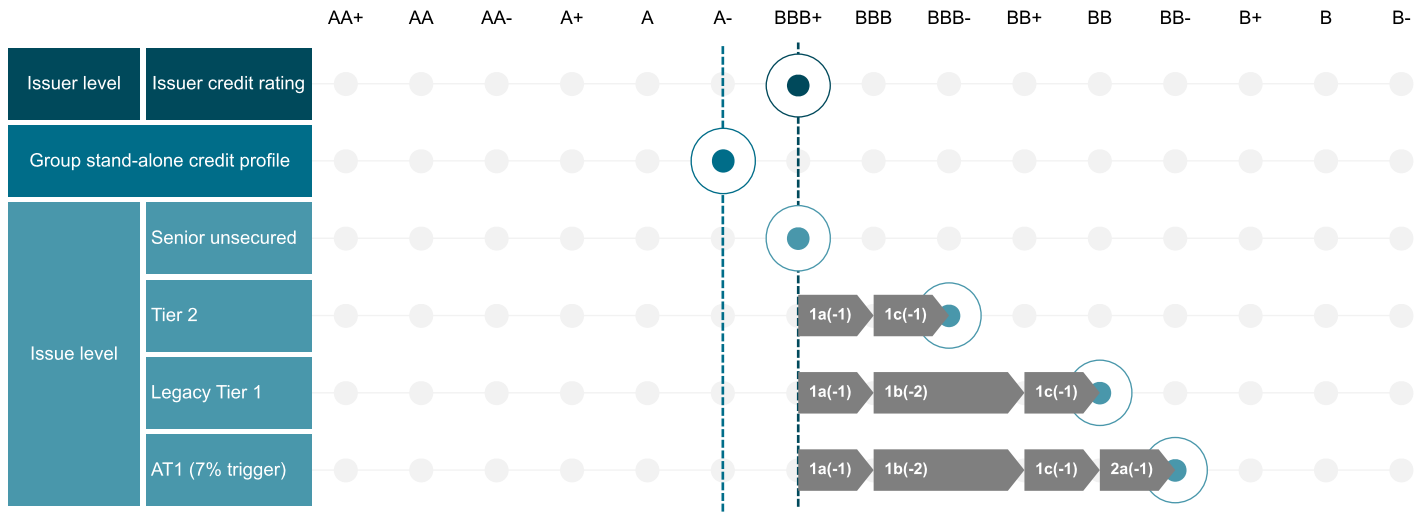 AA+ AA AA- A+ A A- BBB+ BBB BBB- BB+ BB BB- B+ B B-
Issuer level Issuer credit rating
Group stand-alone credit profile
Senior unsecured
Tier 2 1a(-1) 1c(-1)
Issue level
Legacy Tier 1 1a(-1) 1b(-2) 1c(-1)
AT1 (7% trigger) 1a(-1) 1b(-2) 1c(-1) 2a(-1)